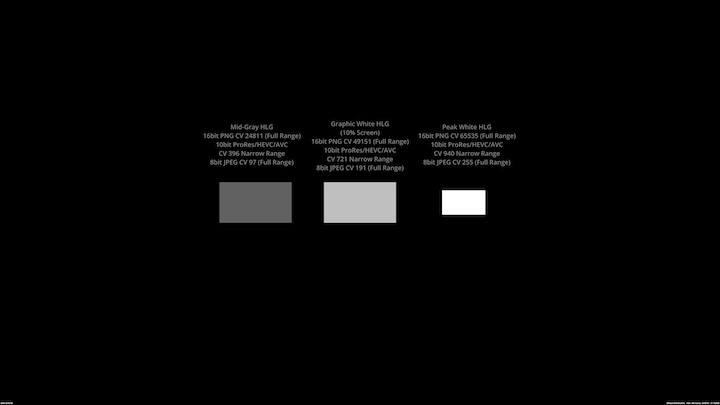 Mid-Gray HLG
16bit PNG CV 24811 (Full Range)
10bit ProRes/HEVC/AVC
CV 396 Narrow Range
8bit JPEG CV 97 (Full Range)
Graphic White HLG
(10% Screen)
16bit PNG CV 49151 (Full Range)
10bit ProRes/HEVC/AVC
CV 721 Narrow Range
8bit JPEG CV 191 (Full Range)
Peak White HLG
16bit PNG CV 65535 (Full Range)
10bit ProRes/HEVC/AVC
CV 940 Narrow Range
8bit JPEG CV 255 (Full Range)